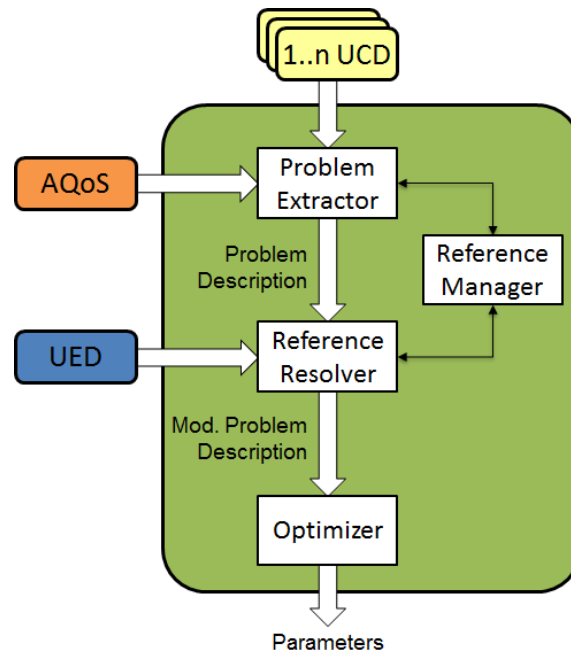 1..n UCD
AQoS
Problem
Extractor
Problem
Description
Reference
Manager
UED
Reference
Resolver
Mod. Problem
Description
Optimizer
Parameters